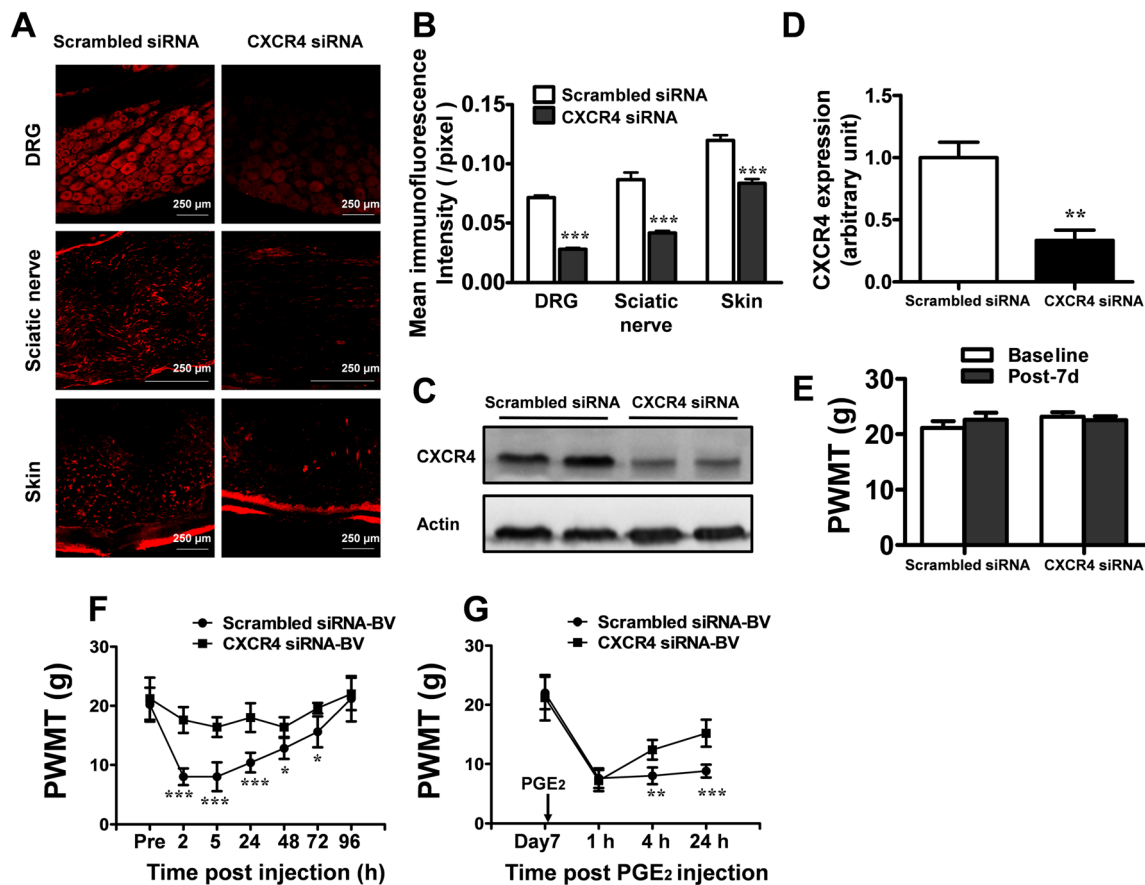 A
Scrambled siRNA
CXCR4 siRNA
DRG
250 µm
250 µm
Sciatic nerve
250 µm
250 µm
Skin
250 µm
250 µm
B
Mean immunofluorescence
Intensity ( /pixel)
Scrambled siRNA
CXCR4 siRNA
0.15
0.10
0.05
0.00
***
***
***
DRG
Sciatic
nerve
Skin
C
Scrambled siRNA
CXCR4 siRNA
CXCR4
Actin
D
CXCR4 expression
(arbitrary unit)
1.5
1.0
0.5
0.0
**
Scrambled siRNA
CXCR4 siRNA
E
Baseline
Post-7d
PWMT (g)
30
20
10
0
Scrambled siRNA
CXCR4 siRNA
F
Scrambled siRNA-BV
CXCR4 siRNA-BV
PWMT (g)
30
20
10
0
***
***
***
*
*
Pre 2 5 24 48 72 96
Time post injection (h)
G
Scrambled siRNA-BV
CXCR4 siRNA-BV
PWMT (g)
30
20
10
0
PGE₂
**
***
Day7 1 h 4 h 24 h
Time post PGE₂ injection